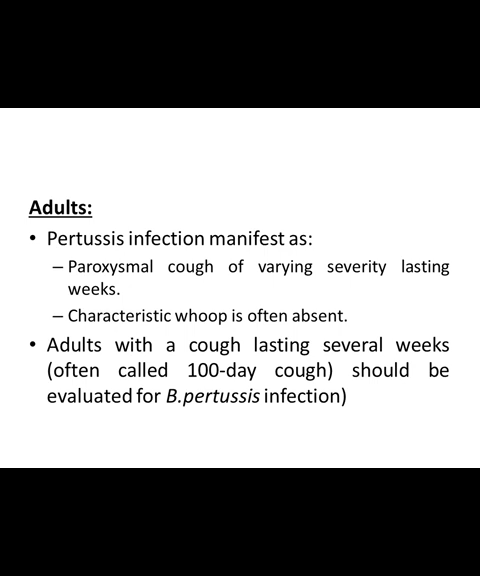 Adults:
• Pertussis infection manifest as:
– Paroxysmal cough of varying severity lasting
weeks.
– Characteristic whoop is often absent.
• Adults with a cough lasting several weeks
(often called 100-day cough) should be
evaluated for B.pertussis infection)